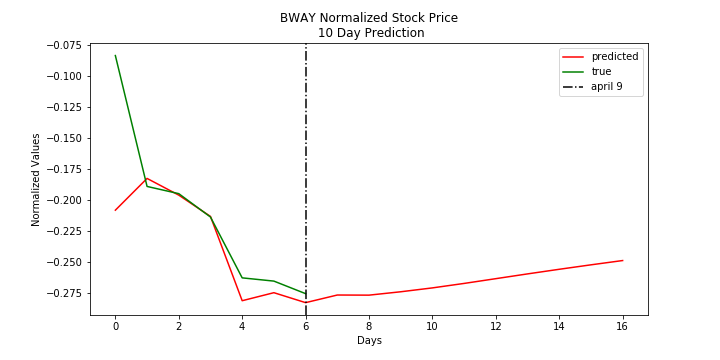 BWAY Normalized Stock Price
10 Day Prediction
−0.075
−0.100
−0.125
−0.150
−0.175
−0.200
−0.225
−0.250
−0.275
Normalized Values
predicted
true
april 9
0 2 4 6 8 10 12 14 16
Days